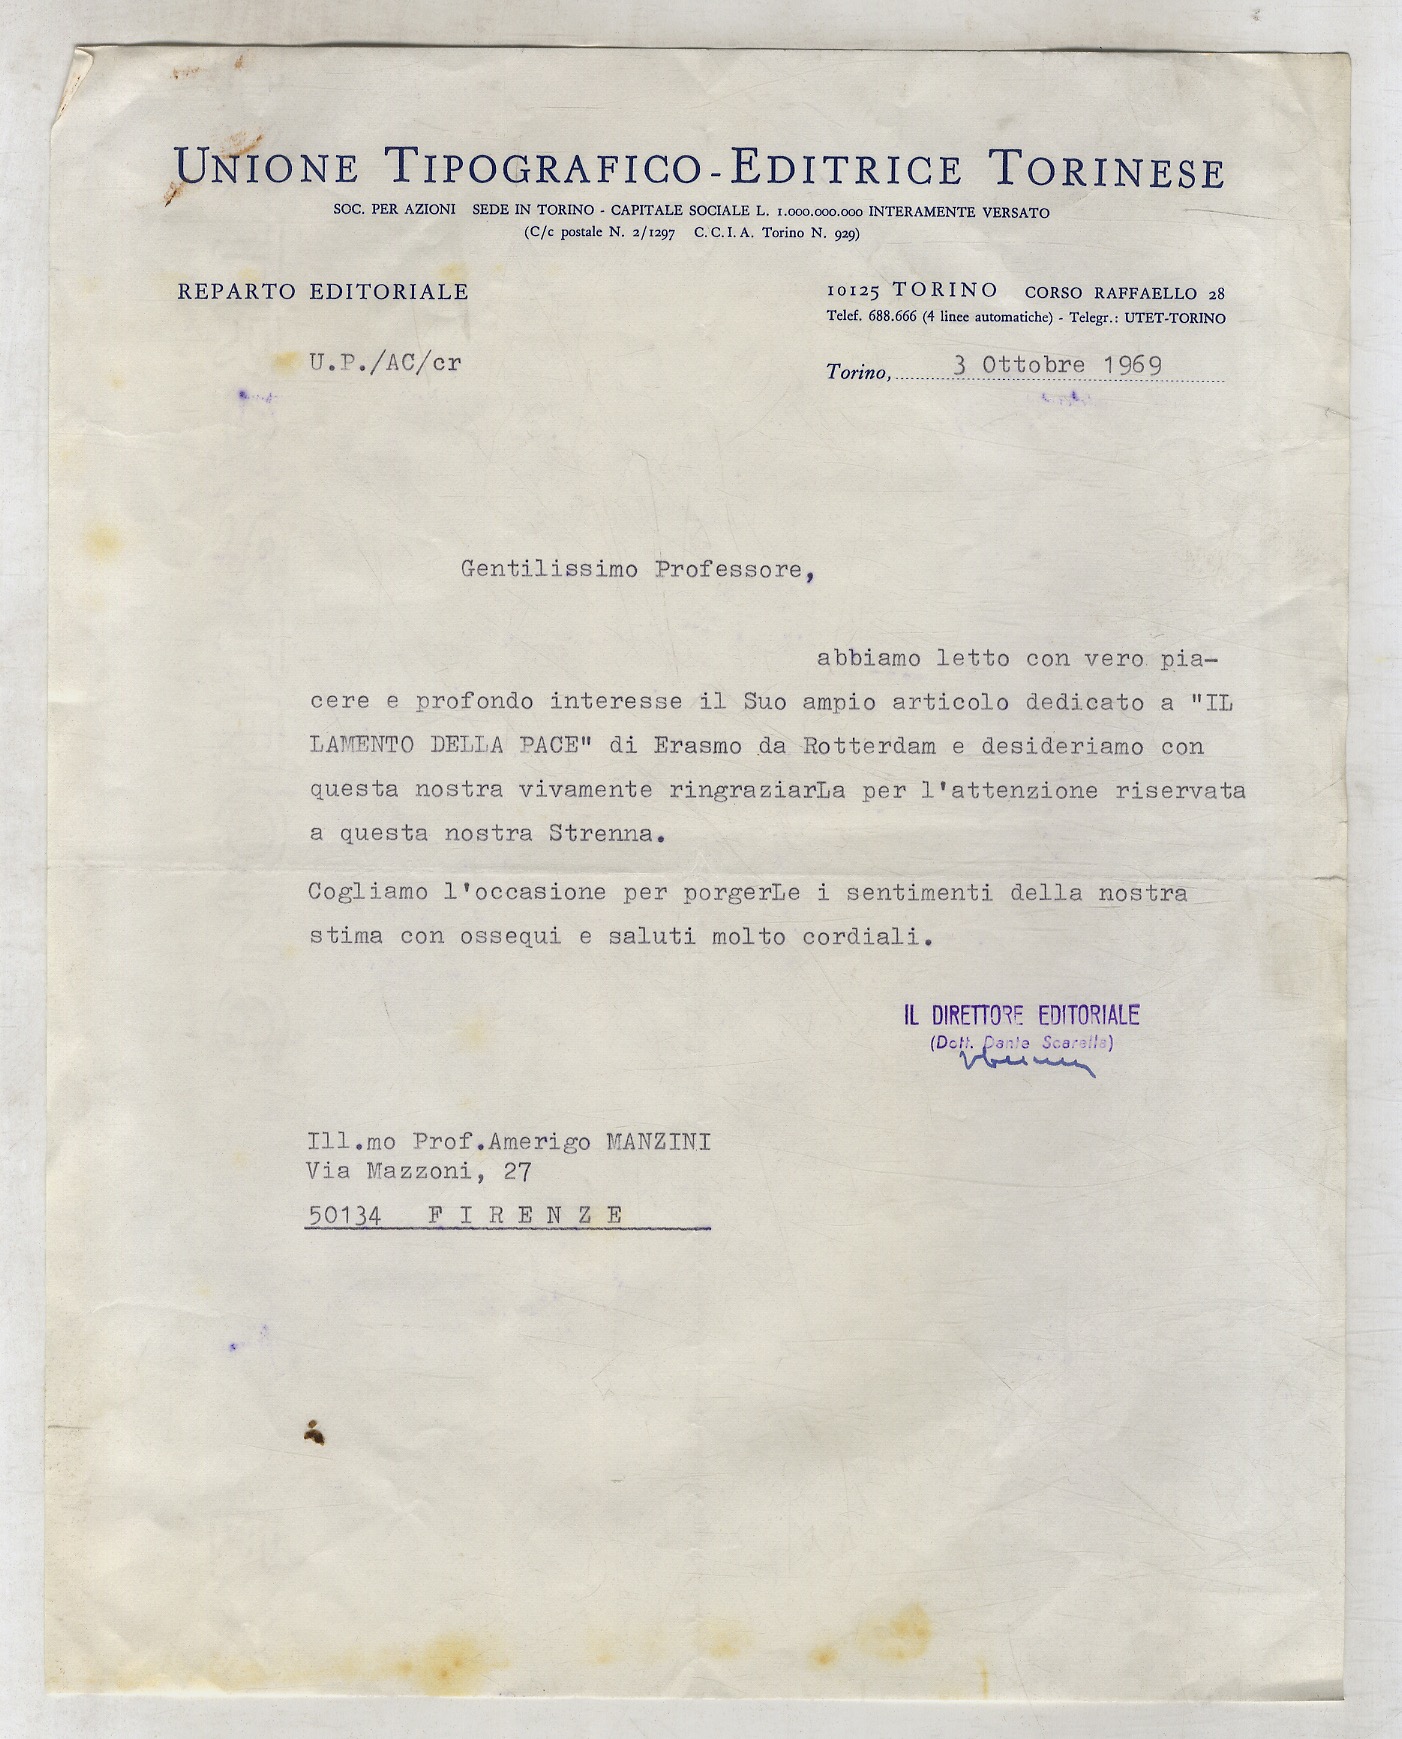 UNIONE TIPOGRAFICO-EDITRICE TORINESE
SOC. PER AZIONI SEDE IN TORINO - CAPITALE SOCIALE L. 1.000.000.000 INTERAMENTE VERSATO
(C/c postale N. 2/1297 C.C.I.A. Torino N. 929)
REPARTO EDITORIALE
10125 TORINO CORSO RAFFAELLO 28
Telef. 688.666 (4 linee automatiche) - Telegr.: UTET-TORINO
U.P./AC/cr
Torino, 3 Ottobre 1969
Gentilissimo Professore,
abbiamo letto con vero pia-
cere e profondo interesse il Suo ampio articolo dedicato a "IL
LAMENTO DELLA PACE" di Erasmo da Rotterdam e desideriamo con
questa nostra vivamente ringraziarLa per l'attenzione riservata
a questa nostra Strenna.
Cogliamo l'occasione per porgerLe i sentimenti della nostra
stima con ossequi e saluti molto cordiali.
IL DIRETTORE EDITORIALE
(Dott. Dante
Ill.mo Prof.Amerigo MANZINI
Via Mazzoni, 27
50134 FIRENZE